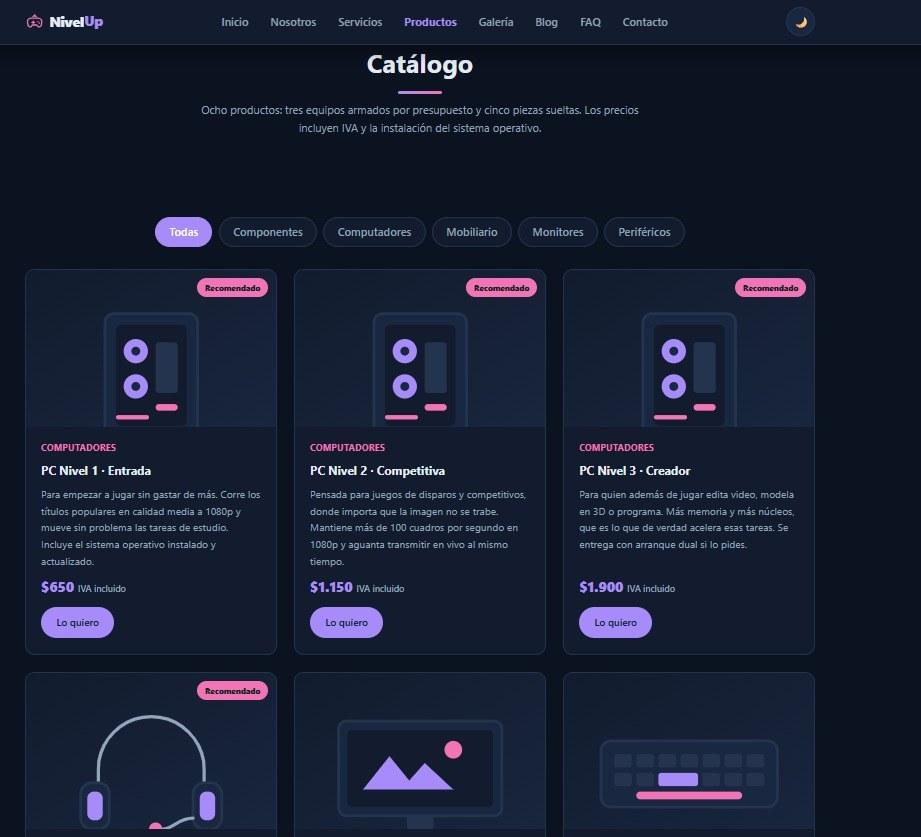 NivelUp
Inicio
Nosotros
Servicios
Productos
Galería
Blog
FAQ
Contacto
Catálogo
Ocho productos: tres equipos armados por presupuesto y cinco piezas sueltas. Los precios
incluyen IVA y la instalación del sistema operativo.
Todas
Componentes
Computadores
Mobiliario
Monitores
Periféricos
Recomendado
COMPUTADORES
PC Nivel 1 · Entrada
Para empezar a jugar sin gastar de más. Corre los
títulos populares en calidad media a 1080p y
mueve sin problema las tareas de estudio.
Incluye el sistema operativo instalado y
actualizado.
$650 IVA incluido
Lo quiero
Recomendado
COMPUTADORES
PC Nivel 2 · Competitiva
Pensada para juegos de disparos y competitivos,
donde importa que la imagen no se trabe.
Mantiene más de 100 cuadros por segundo en
1080p y aguanta transmitir en vivo al mismo
tiempo.
$1.150 IVA incluido
Lo quiero
Recomendado
COMPUTADORES
PC Nivel 3 · Creador
Para quien además de jugar edita video, modela
en 3D o programa. Más memoria y más núcleos,
que es lo que de verdad acelera esas tareas. Se
entrega con arranque dual si lo pides.
$1.900 IVA incluido
Lo quiero
Recomendado